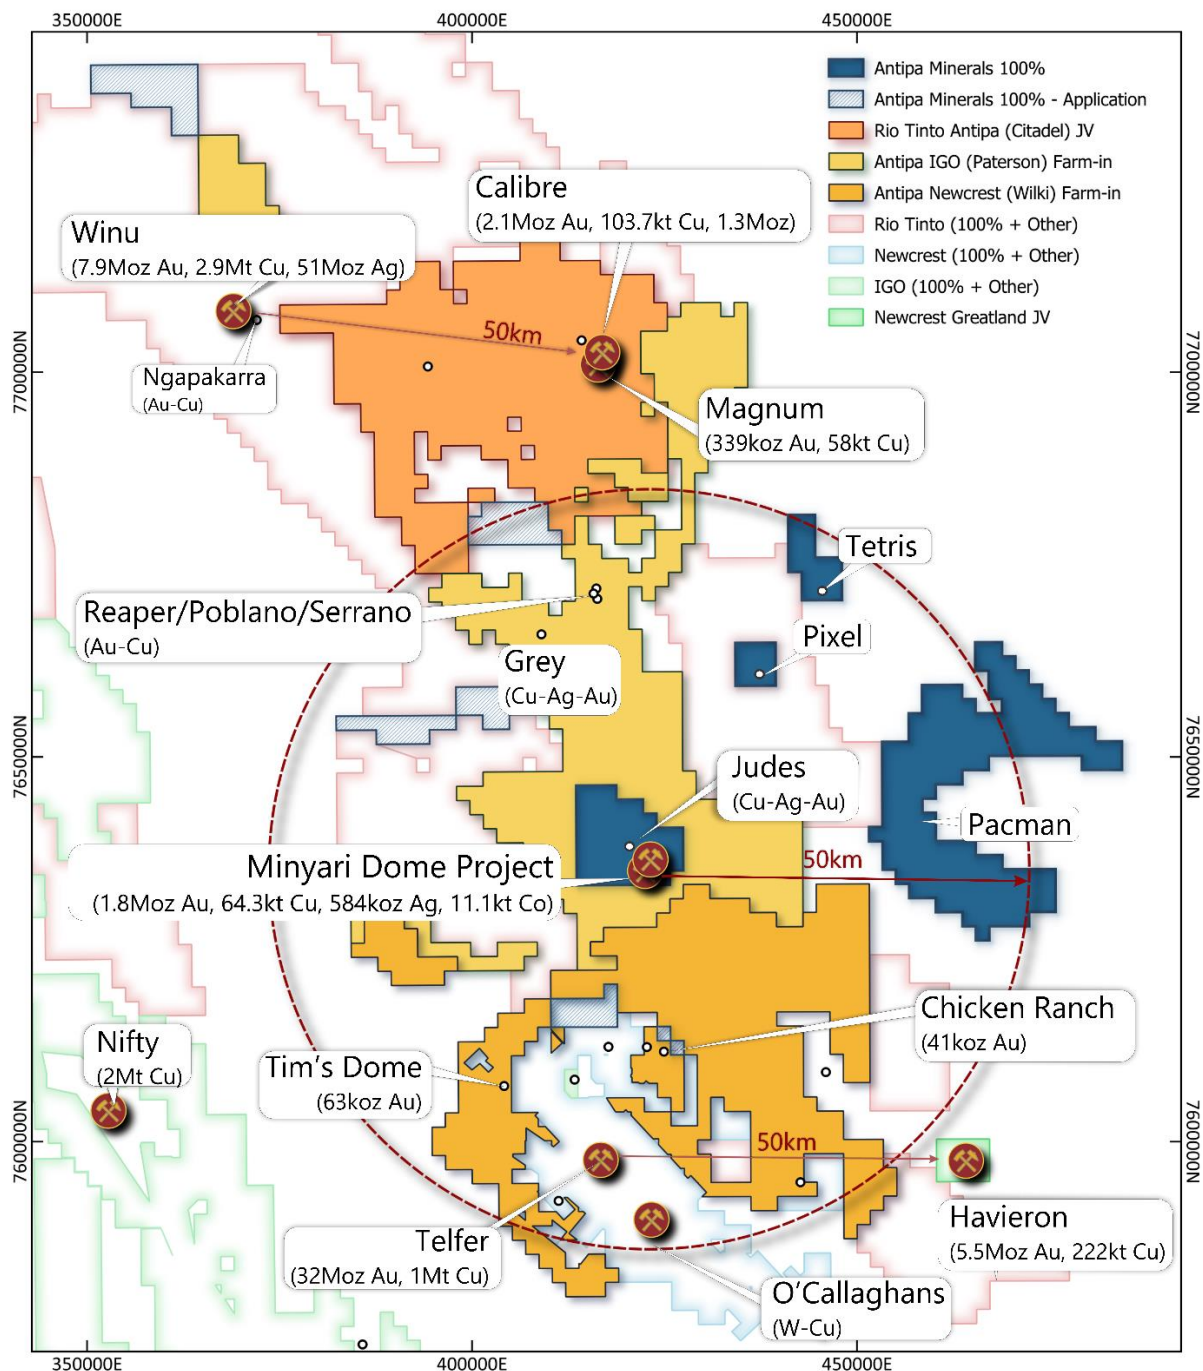 350000E
400000E
450000E
Antipa Minerals 100%
Antipa Minerals 100% - Application
Rio Tinto Antipa (Citadel) JV
Antipa IGO (Paterson) Farm-in
Antipa Newcrest (Wilki) Farm-in
Rio Tinto (100% + Other)
Newcrest (100% + Other)
IGO (100% + Other)
Newcrest Greatland JV
Calibre
(2.1Moz Au, 103.7kt Cu, 1.3Moz)
Winu
(7.9Moz Au, 2.9Mt Cu, 51Moz Ag)
50km
7700000N
7700000N
Ngapakarra
(Au-Cu)
Magnum
(339koz Au, 58kt Cu)
Tetris
Reaper/Poblano/Serrano
(Au-Cu)
Pixel
Grey
(Cu-Ag-Au)
7650000N
7650000N
Judes
(Cu-Ag-Au)
Pacman
Minyari Dome Project
(1.8Moz Au, 64.3kt Cu, 584koz Ag, 11.1kt Co)
50km
Chicken Ranch
(41koz Au)
Nifty
(2Mt Cu)
Tim's Dome
(63koz Au)
7600000N
7600000N
50km
Telfer
(32Moz Au, 1Mt Cu)
Havieron
(5.5Moz Au, 222kt Cu)
O'Callaghans
(W-Cu)
350000E
400000E
450000E